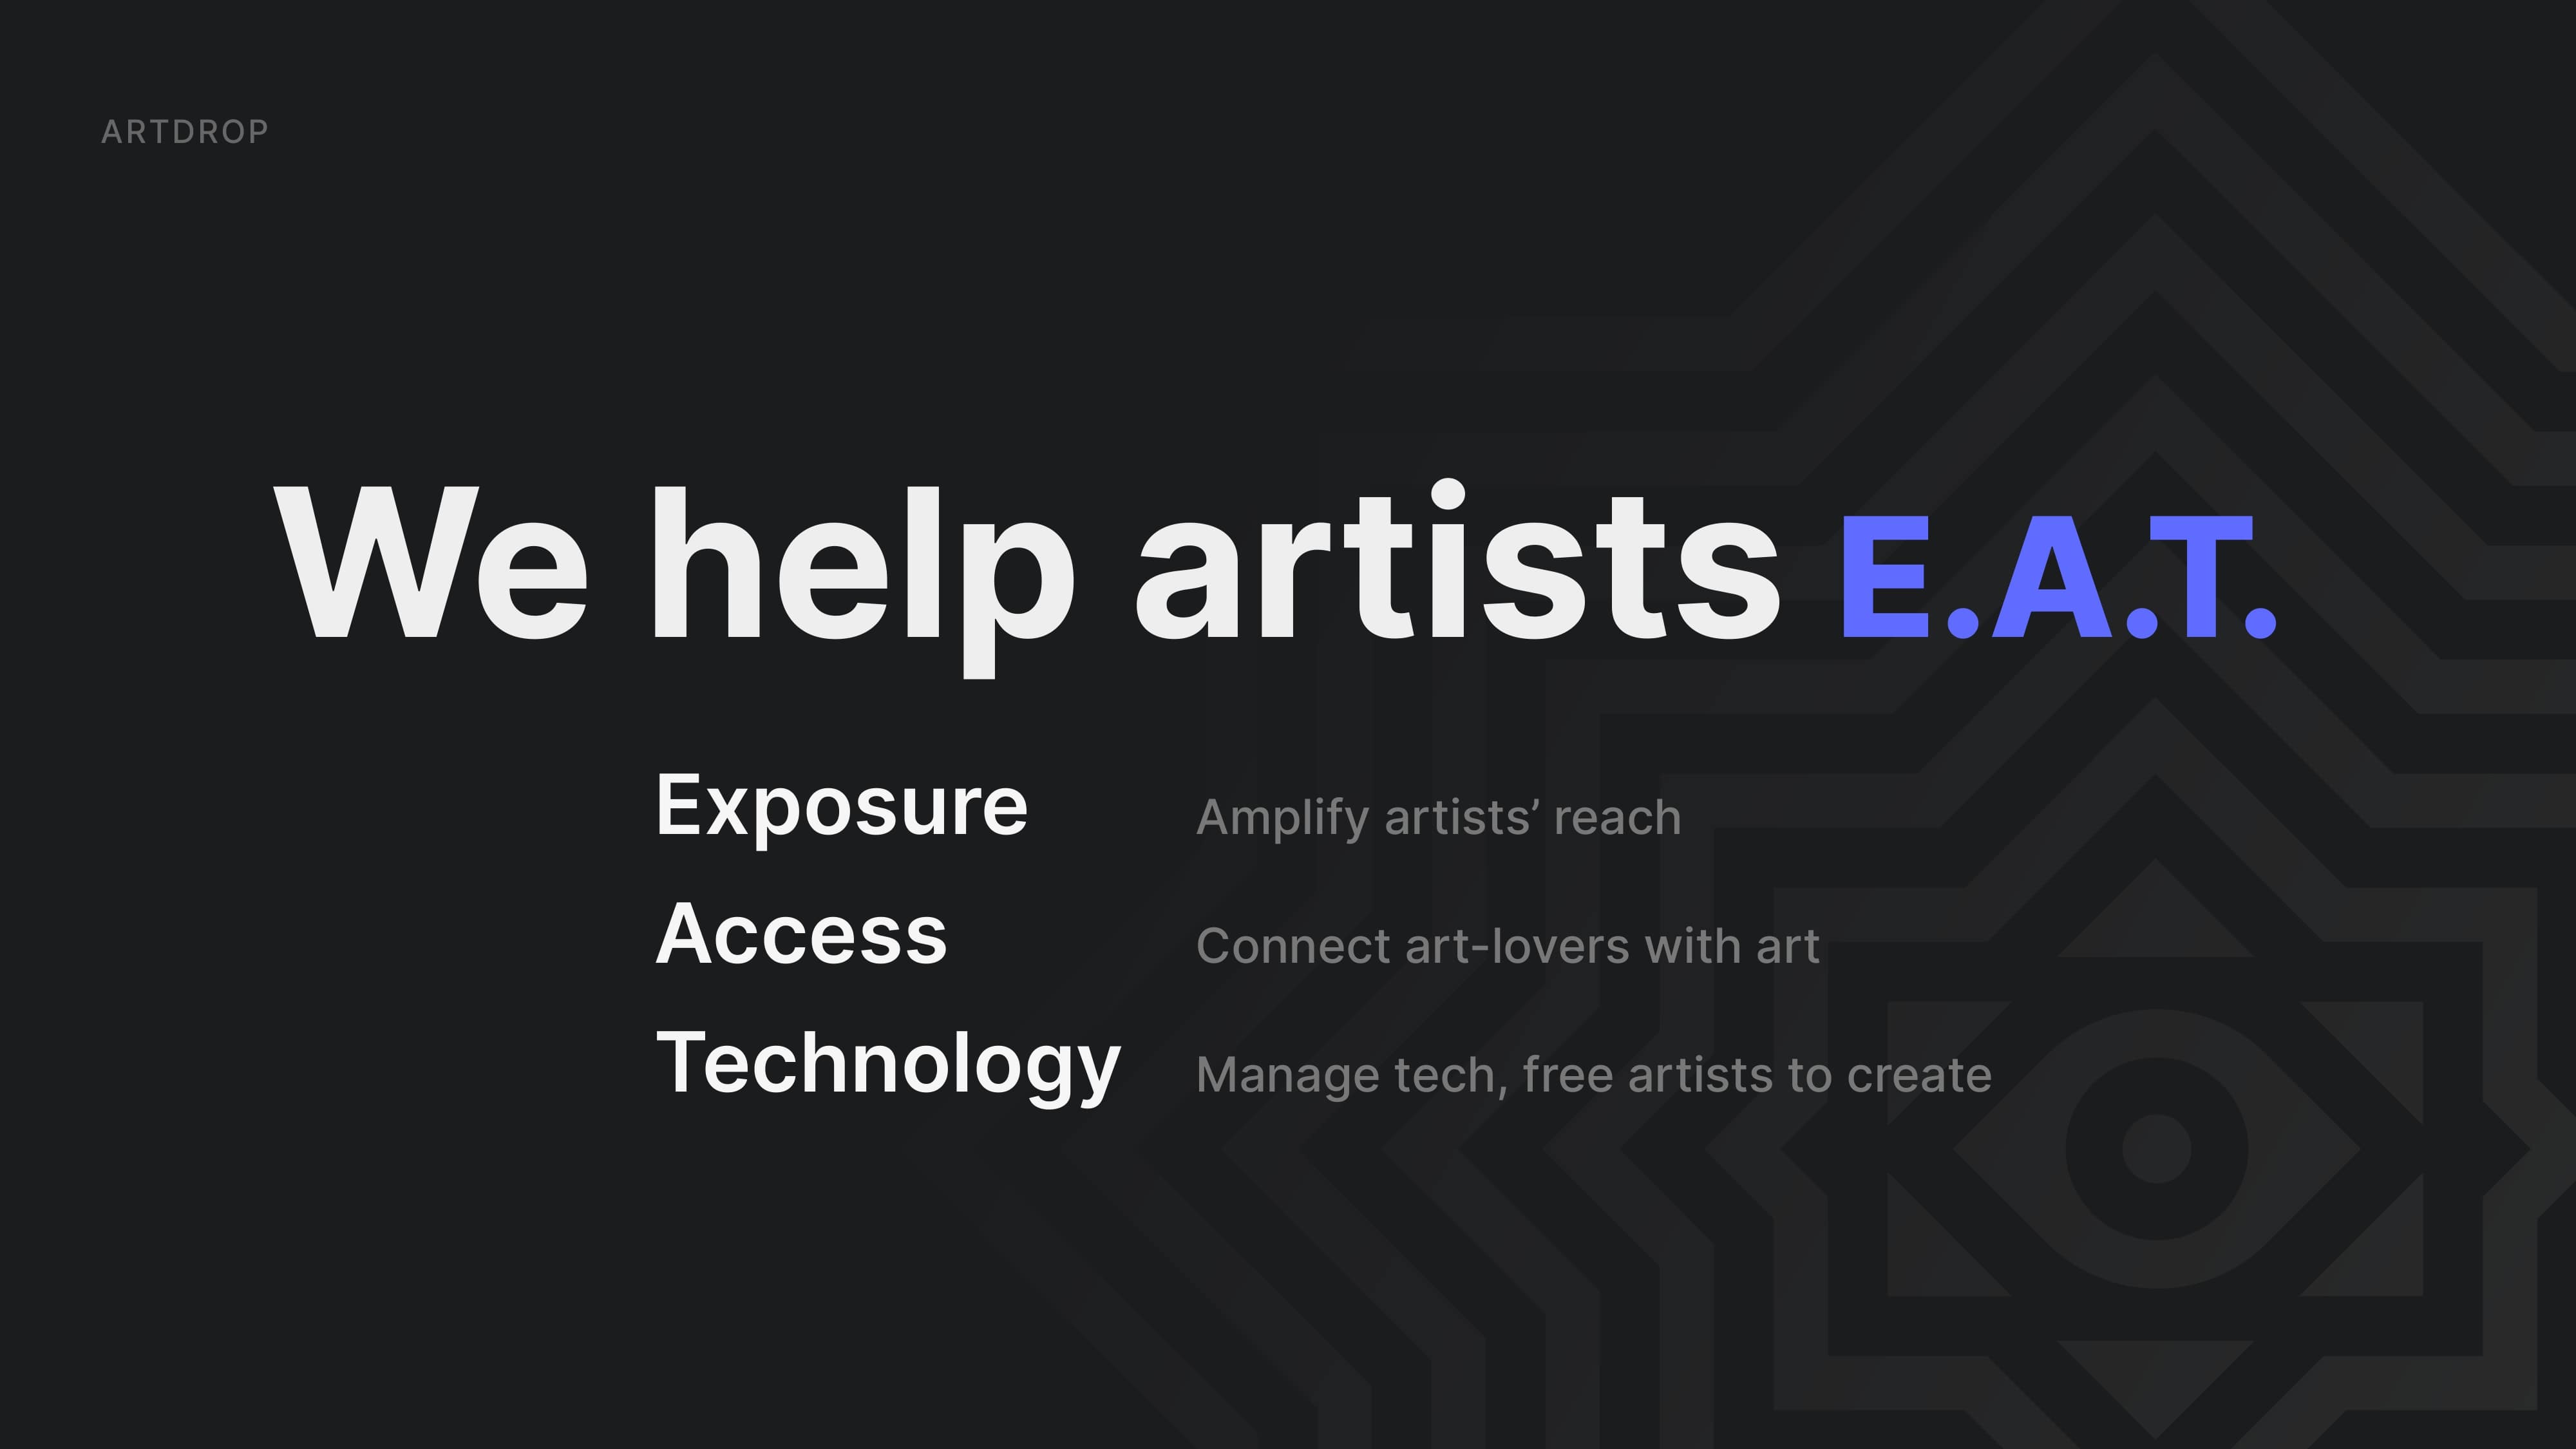 ARTDROP
We help artists E.A.T.
Exposure Amplify artists’ reach
Access Connect art-lovers with art
Technology Manage tech, free artists to create